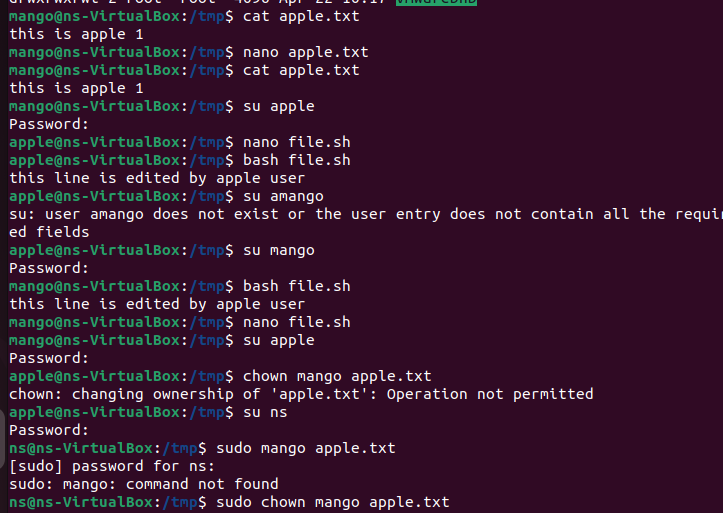 mango@ns-VirtualBox:/tmp$ cat apple.txt
this is apple 1
mango@ns-VirtualBox:/tmp$ nano apple.txt
mango@ns-VirtualBox:/tmp$ cat apple.txt
this is apple 1
mango@ns-VirtualBox:/tmp$ su apple
Password:
apple@ns-VirtualBox:/tmp$ nano file.sh
apple@ns-VirtualBox:/tmp$ bash file.sh
this line is edited by apple user
apple@ns-VirtualBox:/tmp$ su amango
su: user amango does not exist or the user entry does not contain all the requir
ed fields
apple@ns-VirtualBox:/tmp$ su mango
Password:
mango@ns-VirtualBox:/tmp$ bash file.sh
this line is edited by apple user
mango@ns-VirtualBox:/tmp$ nano file.sh
mango@ns-VirtualBox:/tmp$ su apple
Password:
apple@ns-VirtualBox:/tmp$ chown mango apple.txt
chown: changing ownership of 'apple.txt': Operation not permitted
apple@ns-VirtualBox:/tmp$ su ns
Password:
ns@ns-VirtualBox:/tmp$ sudo mango apple.txt
[sudo] password for ns:
sudo: mango: command not found
ns@ns-VirtualBox:/tmp$ sudo chown mango apple.txt